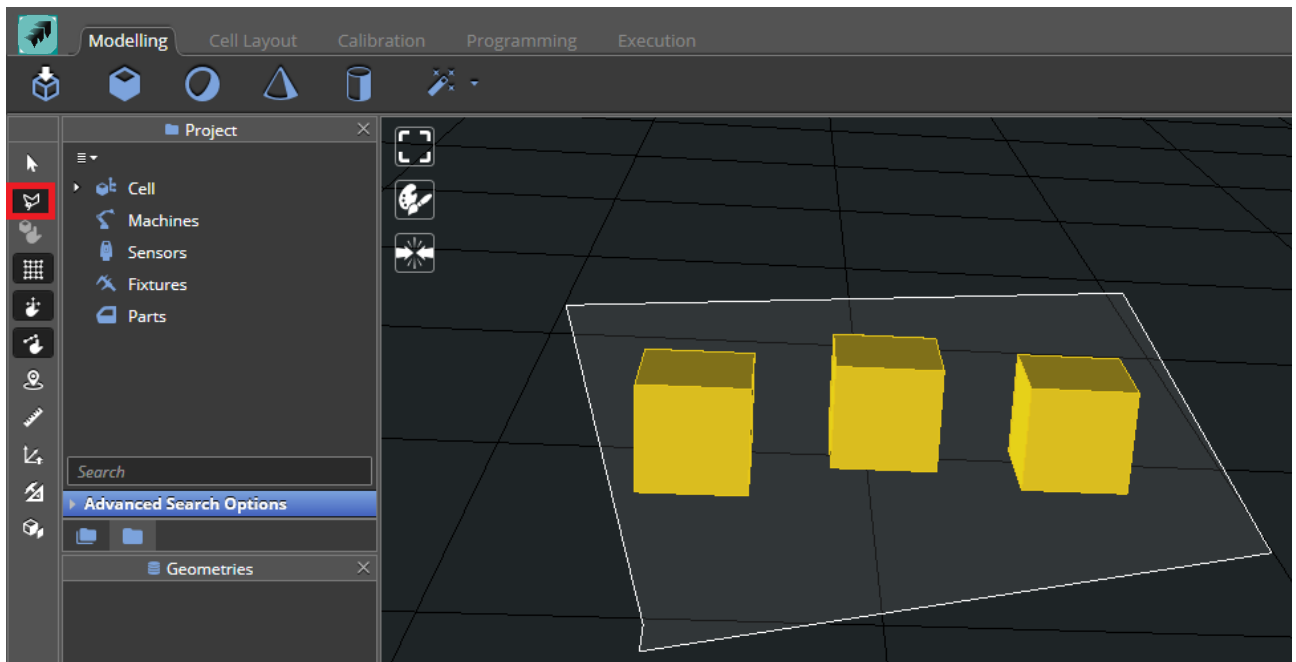 Modelling Cell Layout Calibration Programming Execution
Project
Cell
Machines
Sensors
Fixtures
Parts
Search
Advanced Search Options
Geometries